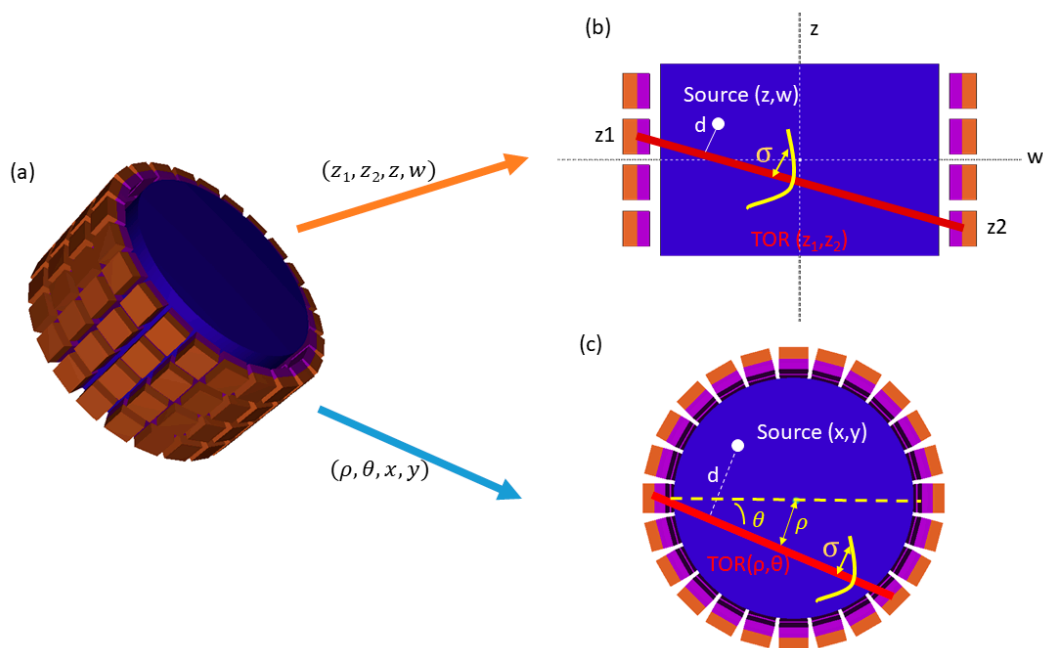 (a)
(z₁, z₂, z, w)
(ρ, θ, x, y)
(b)
z
Source (z,w)
d
z1
σ
w
TOR (z₁,z₂)
z2
(c)
Source (x,y)
d
θ
ρ
TOR(ρ,θ)
σ